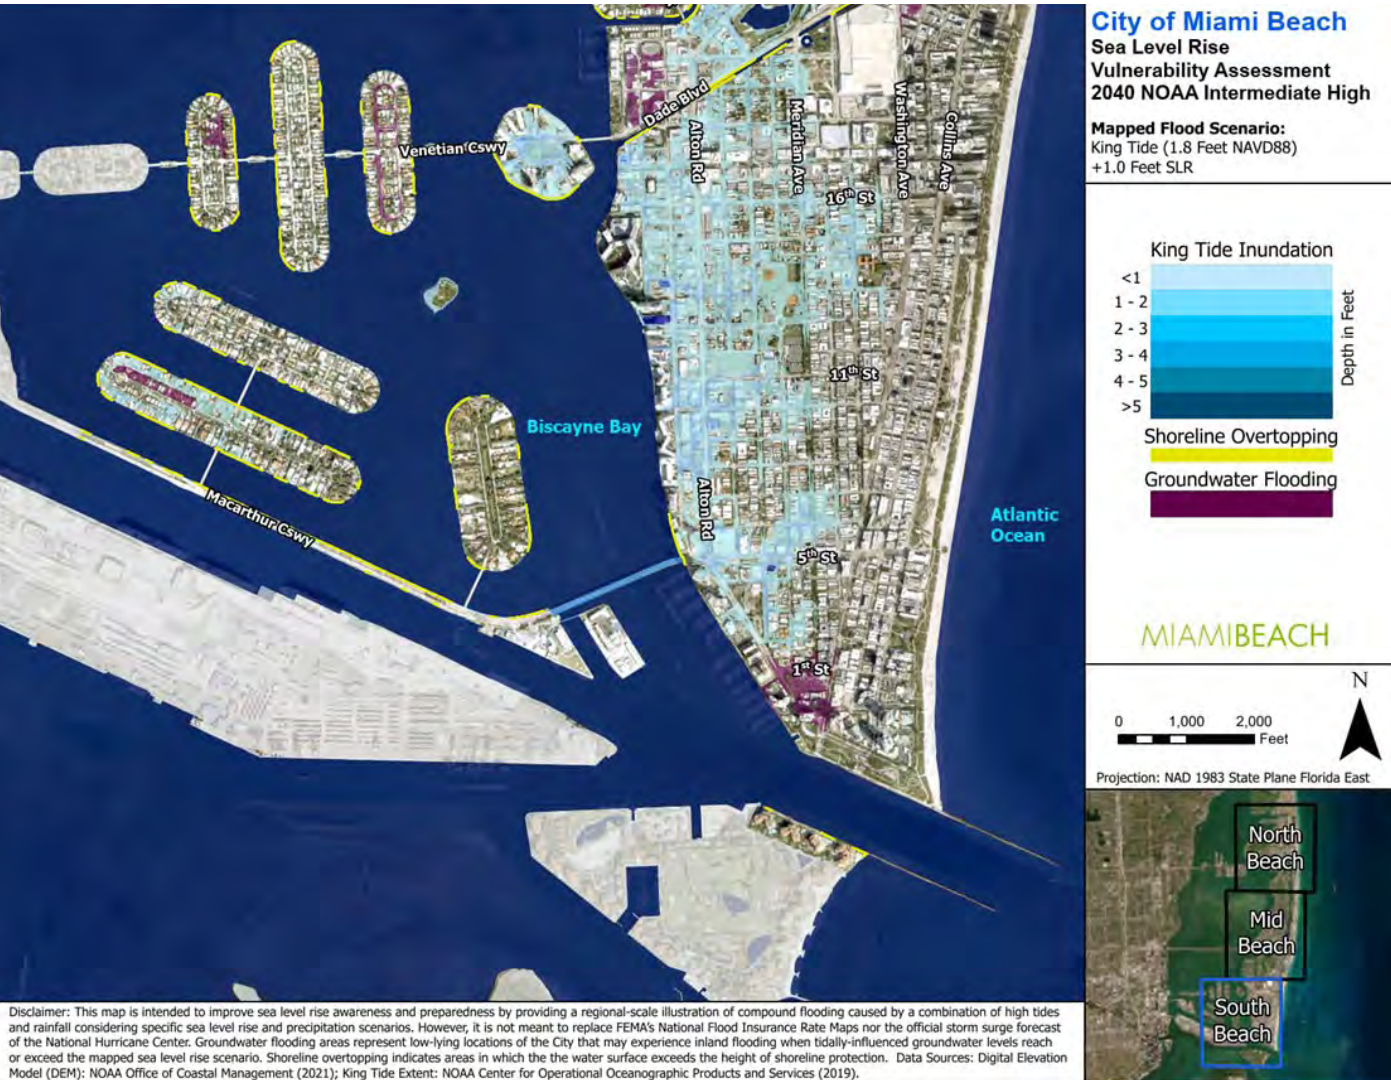 City of Miami Beach
Sea Level Rise
Vulnerability Assessment
2040 NOAA Intermediate High
Mapped Flood Scenario:
King Tide (1.8 Feet NAVD88)
+1.0 Feet SLR
King Tide Inundation
<1
1 - 2
2 - 3
3 - 4
4 - 5
>5
Depth in Feet
Shoreline Overtopping
Groundwater Flooding
MIAMIBEACH
N
0 1,000 2,000
Feet
Projection: NAD 1983 State Plane Florida East
North
Beach
Mid
Beach
South
Beach
Dade Blvd
Venetian Cswy
Alton Rd
Meridian Ave
Washington Ave
Collins Ave
16th St
11th St
Biscayne Bay
Macarthur Cswy
Alton Rd
Atlantic
Ocean
5th St
1st St
Disclaimer: This map is intended to improve sea level rise awareness and preparedness by providing a regional-scale illustration of compound flooding caused by a combination of high tides
and rainfall considering specific sea level rise and precipitation scenarios. However, it is not meant to replace FEMA's National Flood Insurance Rate Maps nor the official storm surge forecast
of the National Hurricane Center. Groundwater flooding areas represent low-lying locations of the City that may experience inland flooding when tidally-influenced groundwater levels reach
or exceed the mapped sea level rise scenario. Shoreline overtopping indicates areas in which the the water surface exceeds the height of shoreline protection. Data Sources: Digital Elevation
Model (DEM): NOAA Office of Coastal Management (2021); King Tide Extent: NOAA Center for Operational Oceanographic Products and Services (2019).